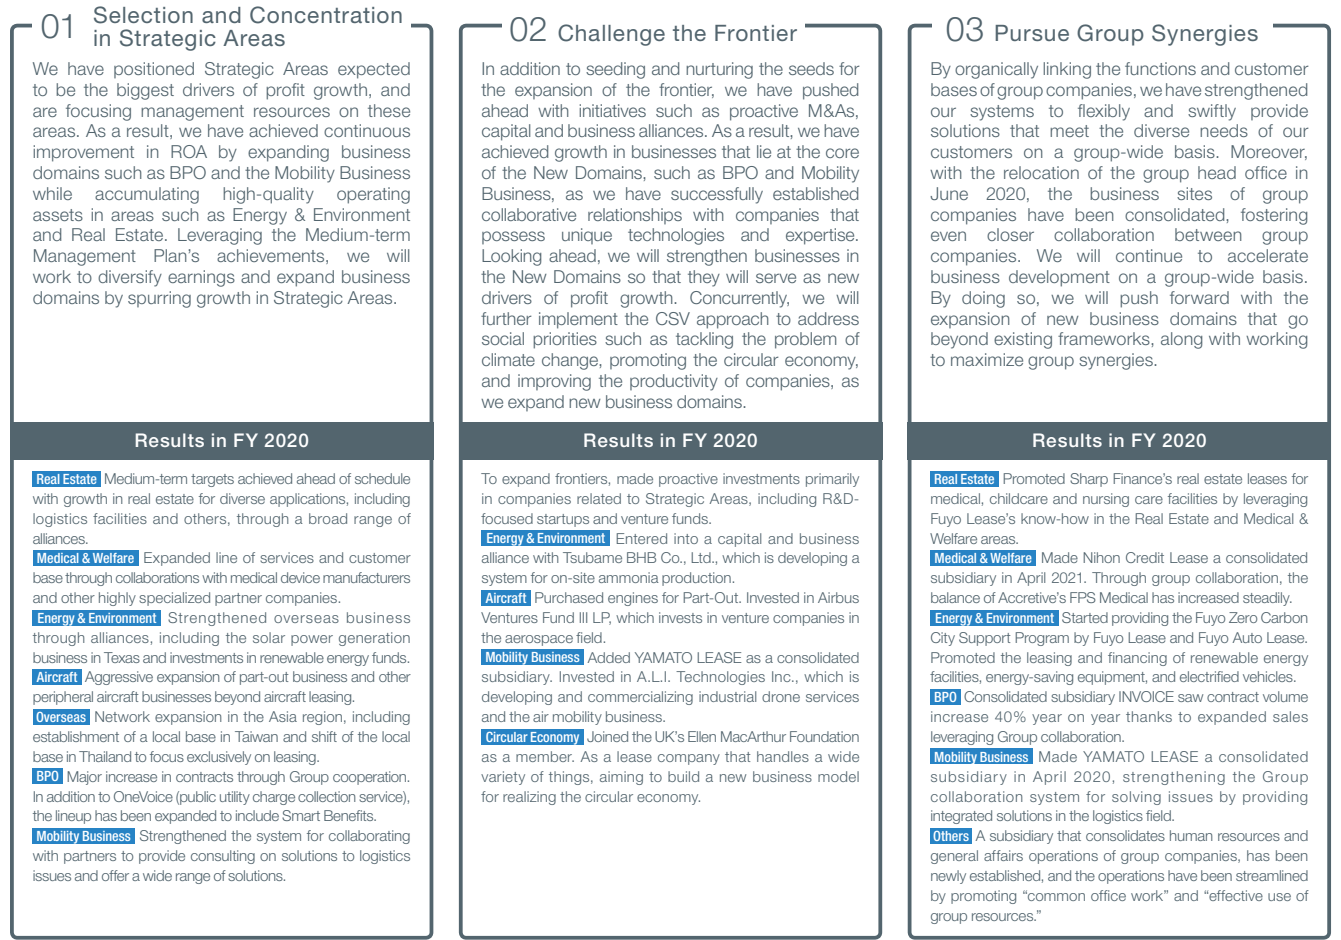 01 Selection and Concentration
in Strategic Areas
We have positioned Strategic Areas expected
to be the biggest drivers of profit growth, and
are focusing management resources on these
areas. As a result, we have achieved continuous
improvement in ROA by expanding business
domains such as BPO and the Mobility Business
while accumulating high-quality operating
assets in areas such as Energy & Environment
and Real Estate. Leveraging the Medium-term
Management Plan's achievements, we will
work to diversify earnings and expand business
domains by spurring growth in Strategic Areas.
Results in FY 2020
Real Estate Medium-term targets achieved ahead of schedule
with growth in real estate for diverse applications, including
logistics facilities and others, through a broad range of
alliances.
Medical & Welfare Expanded line of services and customer
base through collaborations with medical device manufacturers
and other highly specialized partner companies.
Energy & Environment Strengthened overseas business
through alliances, including the solar power generation
business in Texas and investments in renewable energy funds.
Aircraft Aggressive expansion of part-out business and other
peripheral aircraft businesses beyond aircraft leasing.
Overseas Network expansion in the Asia region, including
establishment of a local base in Taiwan and shift of the local
base in Thailand to focus exclusively on leasing.
BPO Major increase in contracts through Group cooperation.
In addition to OneVoice (public utility charge collection service),
the lineup has been expanded to include Smart Benefits.
Mobility Business Strengthened the system for collaborating
with partners to provide consulting on solutions to logistics
issues and offer a wide range of solutions.
02 Challenge the Frontier
In addition to seeding and nurturing the seeds for
the expansion of the frontier, we have pushed
ahead with initiatives such as proactive M&As,
capital and business alliances. As a result, we have
achieved growth in businesses that lie at the core
of the New Domains, such as BPO and Mobility
Business, as we have successfully established
collaborative relationships with companies that
possess unique technologies and expertise.
Looking ahead, we will strengthen businesses in
the New Domains so that they will serve as new
drivers of profit growth. Concurrently, we will
further implement the CSV approach to address
social priorities such as tackling the problem of
climate change, promoting the circular economy,
and improving the productivity of companies, as
we expand new business domains.
Results in FY 2020
To expand frontiers, made proactive investments primarily
in companies related to Strategic Areas, including R&D-
focused startups and venture funds.
Energy & Environment Entered into a capital and business
alliance with Tsubame BHB Co., Ltd., which is developing a
system for on-site ammonia production.
Aircraft Purchased engines for Part-Out. Invested in Airbus
Ventures Fund III LP, which invests in venture companies in
the aerospace field.
Mobility Business Added YAMATO LEASE as a consolidated
subsidiary. Invested in A.L.I. Technologies Inc., which is
developing and commercializing industrial drone services
and the air mobility business.
Circular Economy Joined the UK's Ellen MacArthur Foundation
as a member. As a lease company that handles a wide
variety of things, aiming to build a new business model
for realizing the circular economy.
03 Pursue Group Synergies
By organically linking the functions and customer
bases of group companies, we have strengthened
our systems to flexibly and swiftly provide
solutions that meet the diverse needs of our
customers on a group-wide basis. Moreover,
with the relocation of the group head office in
June 2020, the business sites of group
companies have been consolidated, fostering
even closer collaboration between group
companies. We will continue to accelerate
business development on a group-wide basis.
By doing so, we will push forward with the
expansion of new business domains that go
beyond existing frameworks, along with working
to maximize group synergies.
Results in FY 2020
Real Estate Promoted Sharp Finance's real estate leases for
medical, childcare and nursing care facilities by leveraging
Fuyo Lease's know-how in the Real Estate and Medical &
Welfare areas.
Medical & Welfare Made Nihon Credit Lease a consolidated
subsidiary in April 2021. Through group collaboration, the
balance of Accretive's FPS Medical has increased steadily.
Energy & Environment Started providing the Fuyo Zero Carbon
City Support Program by Fuyo Lease and Fuyo Auto Lease.
Promoted the leasing and financing of renewable energy
facilities, energy-saving equipment, and electrified vehicles.
BPO Consolidated subsidiary INVOICE saw contract volume
increase 40% year on year thanks to expanded sales
leveraging Group collaboration.
Mobility Business Made YAMATO LEASE a consolidated
subsidiary in April 2020, strengthening the Group
collaboration system for solving issues by providing
integrated solutions in the logistics field.
Others A subsidiary that consolidates human resources and
general affairs operations of group companies, has been
newly established, and the operations have been streamlined
by promoting “common office work” and “effective use of
group resources.”